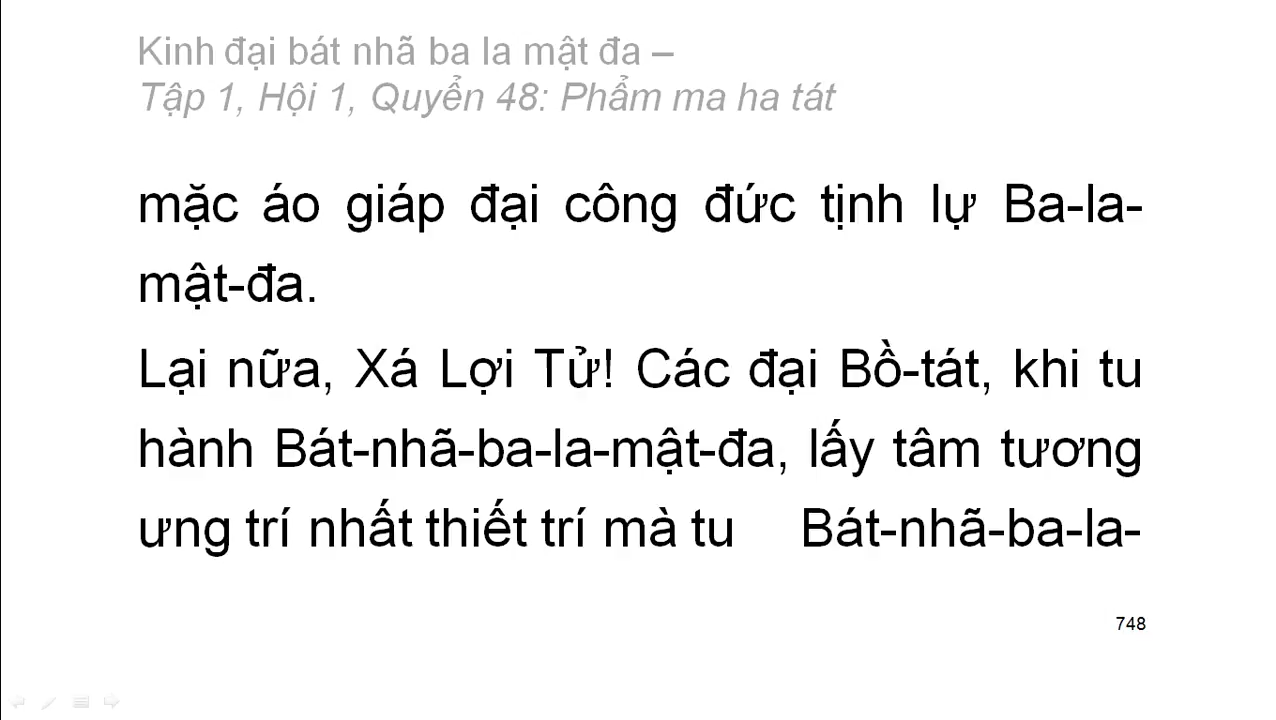 Kinh đại bát nhã ba la mật đa –
Tập 1, Hội 1, Quyển 48: Phẩm ma ha tát
mặc áo giáp đại công đức tịnh lự Ba-la-
mật-đa.
Lại nữa, Xá Lợi Tử! Các đại Bồ-tát, khi tu
hành Bát-nhã-ba-la-mật-đa, lấy tâm tương
ưng trí nhất thiết trí mà tu Bát-nhã-ba-la-
748